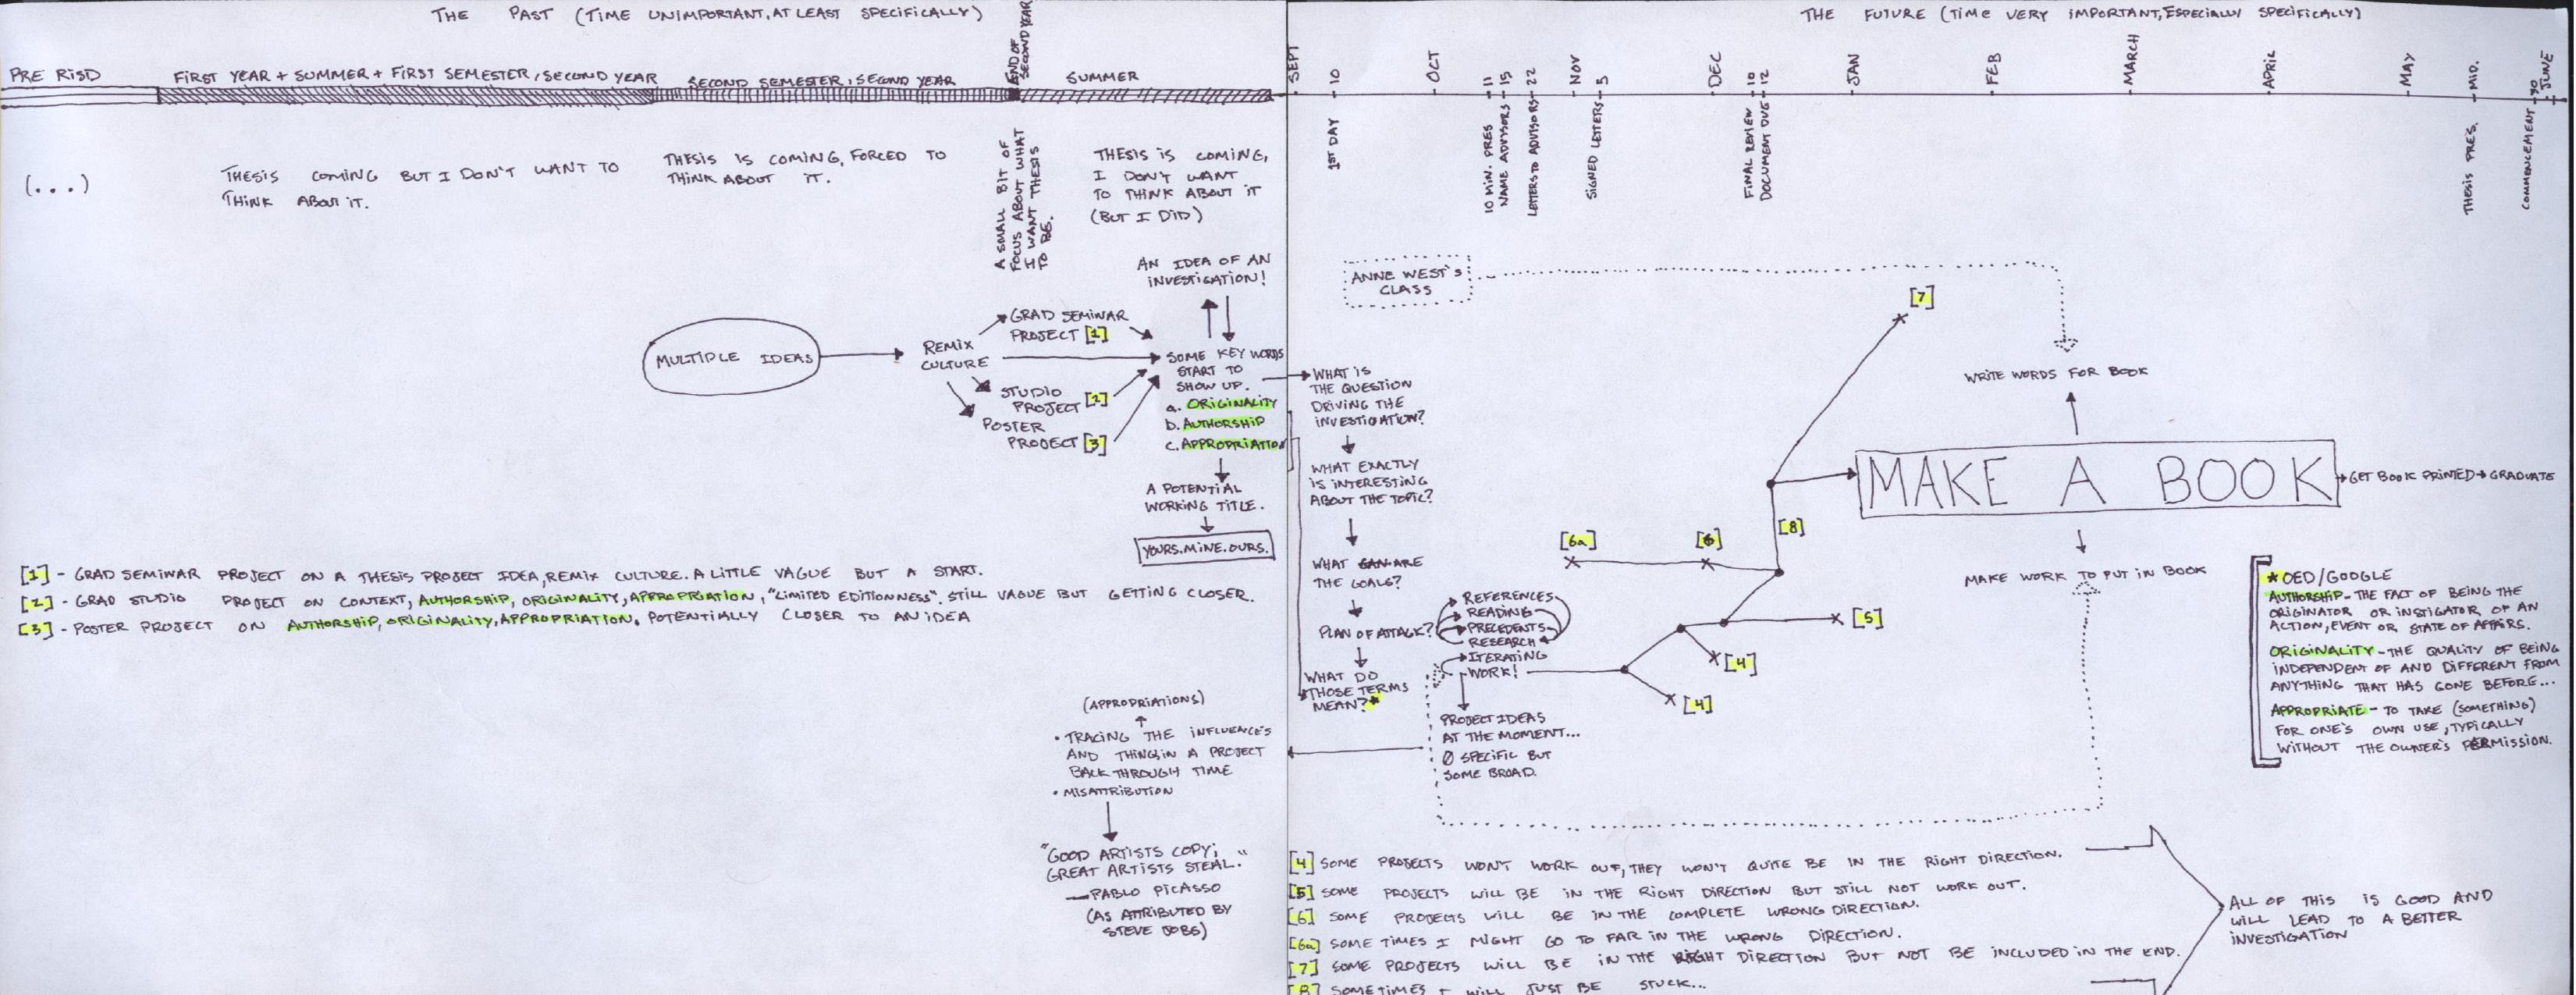 THE PAST (TIME UNIMPORTANT, AT LEAST SPECIFICALLY)
THE FUTURE (TIME VERY IMPORTANT, ESPECIALLY SPECIFICALLY)
PRE RISD
FIRST YEAR + SUMMER + FIRST SEMESTER, SECOND YEAR
SECOND SEMESTER, SECOND YEAR
END OF
SECOND YEAR
SUMMER
SEPT
10
OCT
11
15
22
NOV
5
DEC
10
12
JAN
FEB
MARCH
APRIL
MAY
MID.
30
JUNE
1ST DAY
10 MIN. PRES
NAME ADVISORS
LETTERS TO ADVISORS
SIGNED LETTERS
FINAL REVIEW
DOCUMENT DUE
THESIS PRES.
COMMENCEMENT
(...)
THESIS COMING BUT I DON'T WANT TO
THINK ABOUT IT.
THESIS IS COMING, FORCED TO
THINK ABOUT IT.
A SMALL BIT OF
FOCUS ABOUT WHAT
I WANT THESIS
TO BE.
THESIS IS COMING,
I DON'T WANT
TO THINK ABOUT IT
(BUT I DID)
AN IDEA OF AN
INVESTIGATION!
MULTIPLE IDEAS
REMIX
CULTURE
GRAD SEMINAR
PROJECT [1]
STUDIO
PROJECT [2]
POSTER
PROJECT [3]
SOME KEY WORDS
START TO
SHOW UP.
a. ORIGINALITY
b. AUTHORSHIP
c. APPROPRIATION
A POTENTIAL
WORKING TITLE.
YOURS.MINE.OURS.
[1] - GRAD SEMINAR PROJECT ON A THESIS PROJECT IDEA, REMIX CULTURE. A LITTLE VAGUE BUT A START.
[2] - GRAD STUDIO PROJECT ON CONTEXT, AUTHORSHIP, ORIGINALITY, APPROPRIATION, "LIMITED EDITIONNESS". STILL VAGUE BUT GETTING CLOSER.
[3] - POSTER PROJECT ON AUTHORSHIP, ORIGINALITY, APPROPRIATION. POTENTIALLY CLOSER TO AN IDEA
(APPROPRIATIONS)
• TRACING THE INFLUENCES
AND THINGS IN A PROJECT
BACK THROUGH TIME
• MISATTRIBUTION
"GOOD ARTISTS COPY;
GREAT ARTISTS STEAL."
— PABLO PICASSO
(AS ATTRIBUTED BY
STEVE JOBS)
ANNE WEST'S
CLASS
WHAT IS
THE QUESTION
DRIVING THE
INVESTIGATION?
WHAT EXACTLY
IS INTERESTING
ABOUT THE TOPIC?
WHAT ARE
THE GOALS?
PLAN OF ATTACK?
WHAT DO
THOSE TERMS
MEAN?*
REFERENCES
READING
PRECEDENTS
RESEARCH
ITERATING
WORK!
PROJECT IDEAS
AT THE MOMENT...
Ø SPECIFIC BUT
SOME BROAD.
[7]
[8]
[6a]
[6]
[5]
[4]
[4]
WRITE WORDS FOR BOOK
MAKE A BOOK
GET BOOK PRINTED → GRADUATE
MAKE WORK TO PUT IN BOOK
* OED/GOOGLE
AUTHORSHIP - THE FACT OF BEING THE
ORIGINATOR OR INSTIGATOR OF AN
ACTION, EVENT OR STATE OF AFFAIRS.
ORIGINALITY - THE QUALITY OF BEING
INDEPENDENT OF AND DIFFERENT FROM
ANYTHING THAT HAS GONE BEFORE...
APPROPRIATE - TO TAKE (SOMETHING)
FOR ONE'S OWN USE, TYPICALLY
WITHOUT THE OWNER'S PERMISSION.
[4] SOME PROJECTS WON'T WORK OUT, THEY WON'T QUITE BE IN THE RIGHT DIRECTION.
[5] SOME PROJECTS WILL BE IN THE RIGHT DIRECTION BUT STILL NOT WORK OUT.
[6] SOME PROJECTS WILL BE IN THE COMPLETE WRONG DIRECTION.
[6a] SOME TIMES I MIGHT GO TO FAR IN THE WRONG DIRECTION.
[7] SOME PROJECTS WILL BE IN THE RIGHT DIRECTION BUT NOT BE INCLUDED IN THE END.
[8] SOMETIMES I WILL JUST BE STUCK...
ALL OF THIS IS GOOD AND
WILL LEAD TO A BETTER
INVESTIGATION